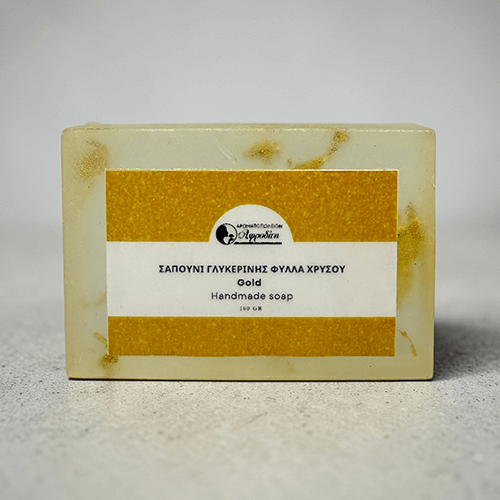 ΑΡΩΜΑΤΟΠΩΛΕΙΟΝ
Αφροδίτη
ΣΑΠΟΥΝΙ ΓΛΥΚΕΡΙΝΗΣ ΦΥΛΛΑ ΧΡΥΣΟΥ
Gold
Handmade soap
100 GR